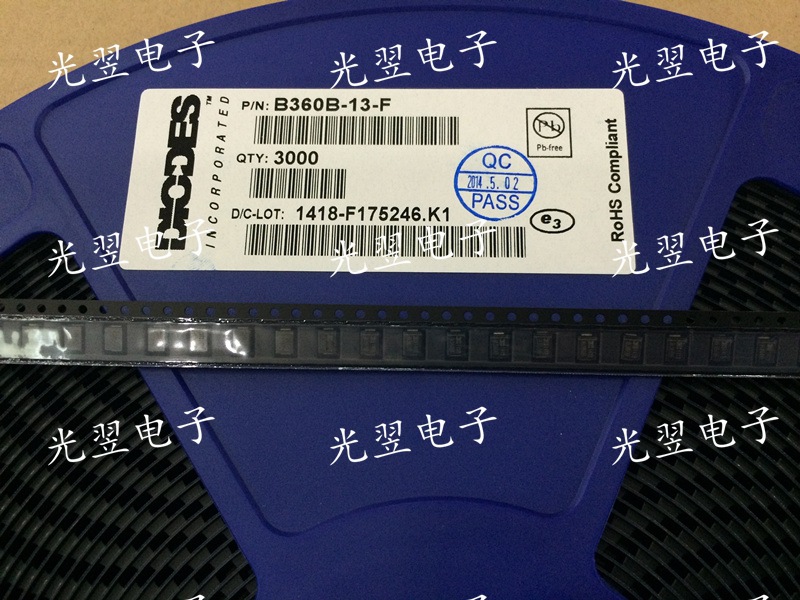 光翌电子 光翌电子 光翌电子
DIODES™
INCORPORATED
P/N: B360B-13-F
QTY: 3000
D/C-LOT: 1418-F175246.K1
QC
2014.5.02
PASS
Pb
Pb-free
e3
RoHS Compliant
光翌电子 光翌电子 光翌电子
光翌电子 光翌电子 光翌电子